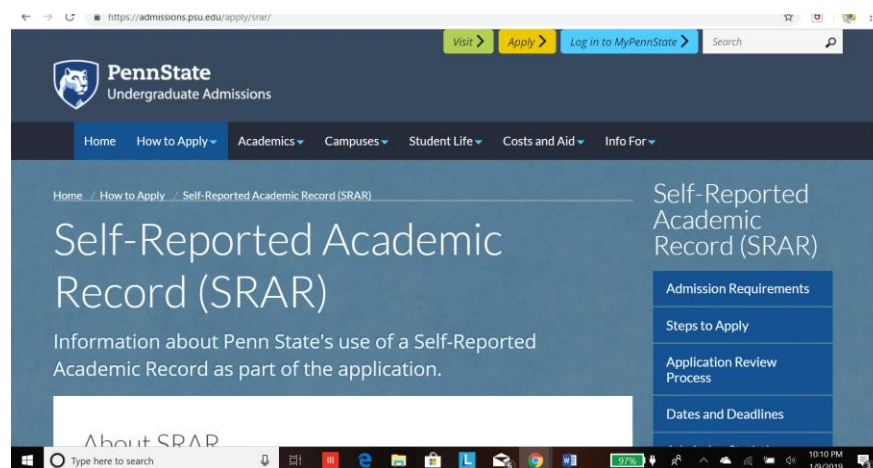 https://admissions.psu.edu/apply/srar/
Visit Apply Log in to MyPennState Search
PennState
Undergraduate Admissions
Home How to Apply Academics Campuses Student Life Costs and Aid Info For
Home / How to Apply / Self-Reported Academic Record (SRAR)
Self-Reported Academic
Record (SRAR)
Information about Penn State's use of a Self-Reported
Academic Record as part of the application.
About SRAR
Self-Reported
Academic
Record (SRAR)
Admission Requirements
Steps to Apply
Application Review
Process
Dates and Deadlines
Type here to search
97%
10:10 PM
1/9/2019